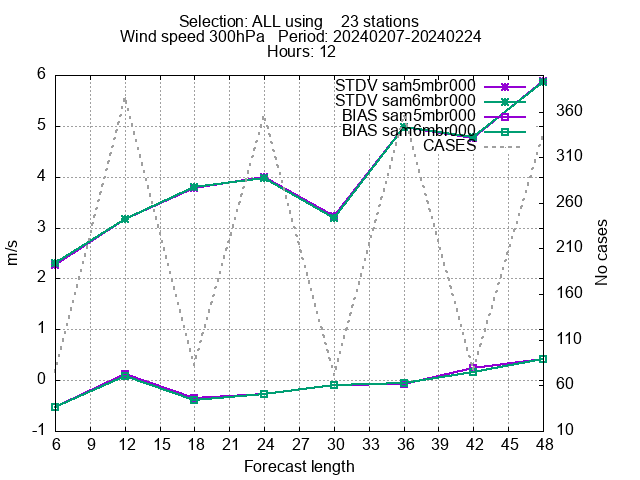 Selection: ALL using 23 stations
Wind speed 300hPa Period: 20240207-20240224
Hours: 12
STDV sam5mbr000
STDV sam6mbr000
BIAS sam5mbr000
BIAS sam6mbr000
CASES
m/s
6
5
4
3
2
1
0
-1
No cases
360
310
260
210
160
110
60
10
6 9 12 15 18 21 24 27 30 33 36 39 42 45 48
Forecast length